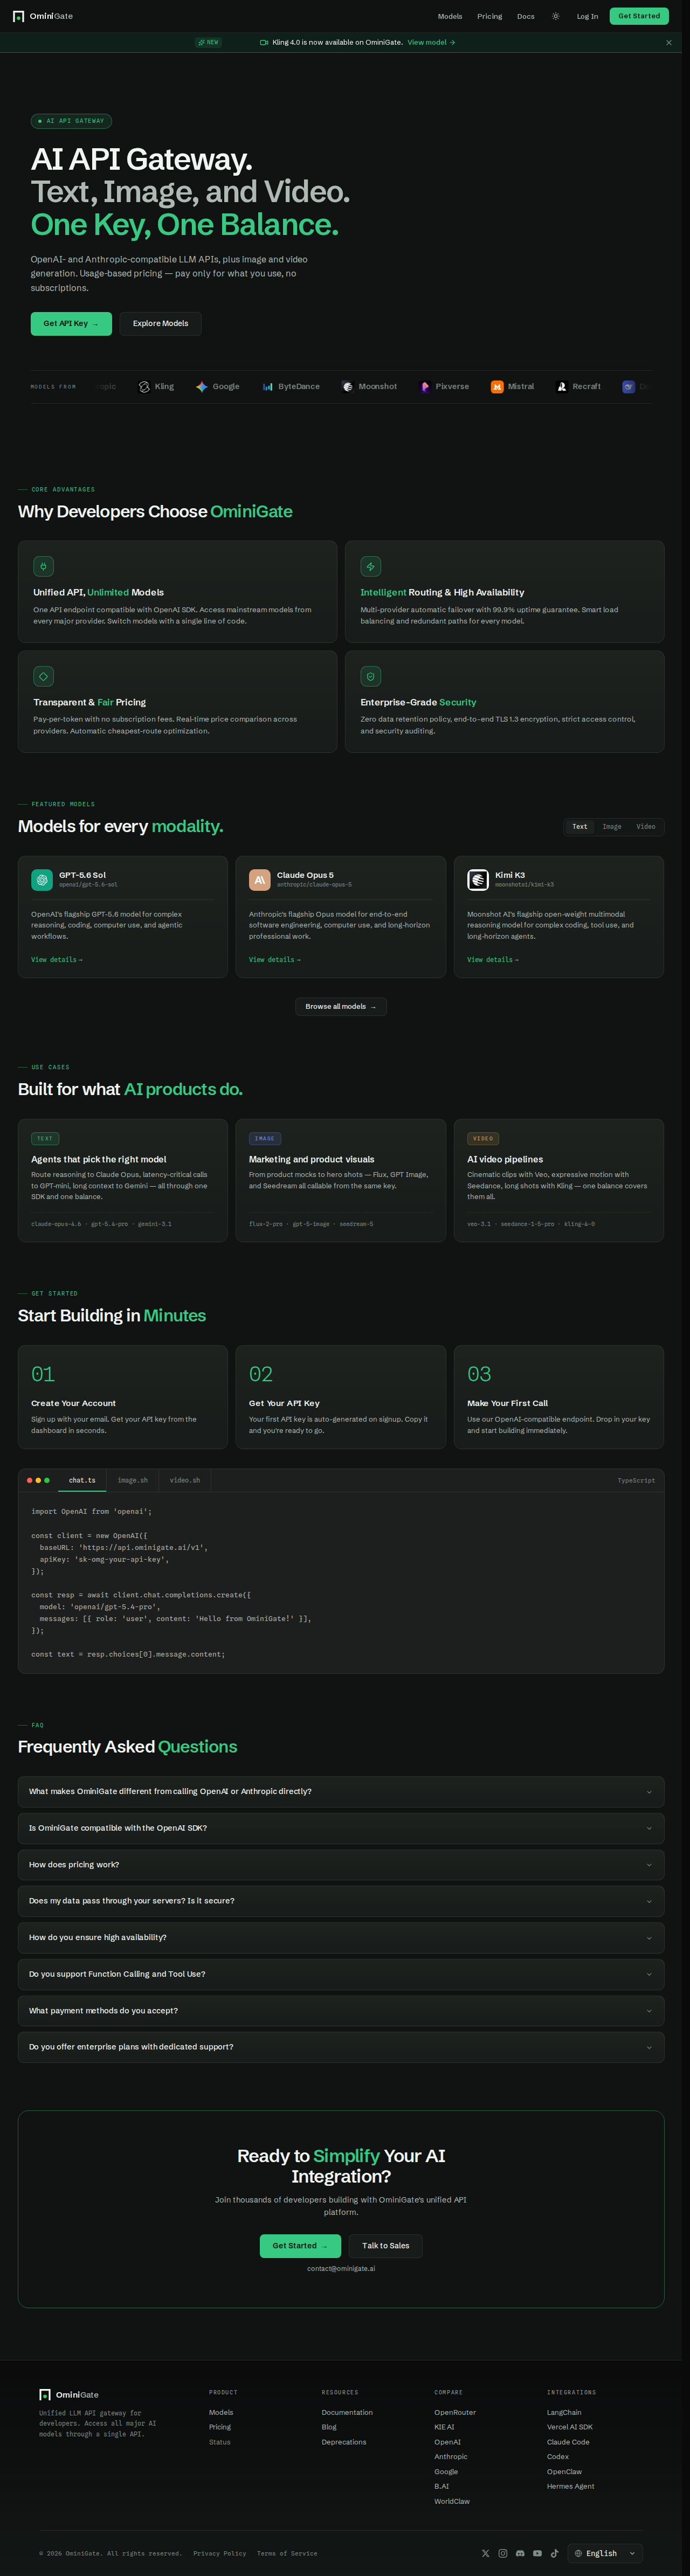 OminiGate
Models
Pricing
Docs
Log In
Get Started
NEW
Kling 4.0 is now available on OminiGate. View model →
AI API GATEWAY
AI API Gateway.
Text, Image, and Video.
One Key, One Balance.
OpenAI- and Anthropic-compatible LLM APIs, plus image and video
generation. Usage-based pricing — pay only for what you use, no
subscriptions.
Get API Key →
Explore Models
MODELS FROM
Kling
Google
ByteDance
Moonshot
Pixverse
Mistral
Recraft
CORE ADVANTAGES
Why Developers Choose OminiGate
Unified API, Unlimited Models
One API endpoint compatible with OpenAI SDK. Access mainstream models from
every major provider. Switch models with a single line of code.
Intelligent Routing & High Availability
Multi-provider automatic failover with 99.9% uptime guarantee. Smart load
balancing and redundant paths for every model.
Transparent & Fair Pricing
Pay-per-token with no subscription fees. Real-time price comparison across
providers. Automatic cheapest-route optimization.
Enterprise-Grade Security
Zero data retention policy, end-to-end TLS 1.3 encryption, strict access control,
and security auditing.
FEATURED MODELS
Models for every modality.
Text
Image
Video
GPT-5.6 Sol
openai/gpt-5.6-sol
OpenAI's flagship GPT-5.6 model for complex
reasoning, coding, computer use, and agentic
workflows.
View details →
Claude Opus 5
anthropic/claude-opus-5
Anthropic's flagship Opus model for end-to-end
software engineering, computer use, and long-horizon
professional work.
View details →
Kimi K3
moonshotai/kimi-k3
Moonshot AI's flagship open-weight multimodal
reasoning model for complex coding, tool use, and
long-horizon agents.
View details →
Browse all models →
USE CASES
Built for what AI products do.
TEXT
Agents that pick the right model
Route reasoning to Claude Opus, latency-critical calls
to GPT-mini, long context to Gemini — all through one
SDK and one balance.
claude-opus-4.6 · gpt-5.4-pro · gemini-3.1
IMAGE
Marketing and product visuals
From product mocks to hero shots — Flux, GPT Image,
and Seedream all callable from the same key.
flux-2-pro · gpt-5-image · seedream-5
VIDEO
AI video pipelines
Cinematic clips with Veo, expressive motion with
Seedance, long shots with Kling — one balance covers
them all.
veo-3.1 · seedance-1-5-pro · kling-4-0
GET STARTED
Start Building in Minutes
01
Create Your Account
Sign up with your email. Get your API key from the
dashboard in seconds.
02
Get Your API Key
Your first API key is auto-generated on signup. Copy it
and you're ready to go.
03
Make Your First Call
Use our OpenAI-compatible endpoint. Drop in your key
and start building immediately.
chat.ts
image.sh
video.sh
TypeScript
import OpenAI from 'openai';
const client = new OpenAI({
baseURL: 'https://api.ominigate.ai/v1',
apiKey: 'sk-omg-your-api-key',
});
const resp = await client.chat.completions.create({
model: 'openai/gpt-5.4-pro',
messages: [{ role: 'user', content: 'Hello from OminiGate!' }],
});
const text = resp.choices[0].message.content;
FAQ
Frequently Asked Questions
What makes OminiGate different from calling OpenAI or Anthropic directly?
Is OminiGate compatible with the OpenAI SDK?
How does pricing work?
Does my data pass through your servers? Is it secure?
How do you ensure high availability?
Do you support Function Calling and Tool Use?
What payment methods do you accept?
Do you offer enterprise plans with dedicated support?
Ready to Simplify Your AI
Integration?
Join thousands of developers building with OminiGate's unified API
platform.
Get Started →
Talk to Sales
contact@ominigate.ai
OminiGate
Unified LLM API gateway for
developers. Access all major AI
models through a single API.
PRODUCT
Models
Pricing
Status
RESOURCES
Documentation
Blog
Deprecations
COMPARE
OpenRouter
KIE AI
OpenAI
Anthropic
Google
B.AI
WorldClaw
INTEGRATIONS
LangChain
Vercel AI SDK
Claude Code
Codex
OpenClaw
Hermes Agent
© 2026 OminiGate. All rights reserved.
Privacy Policy
Terms of Service
English